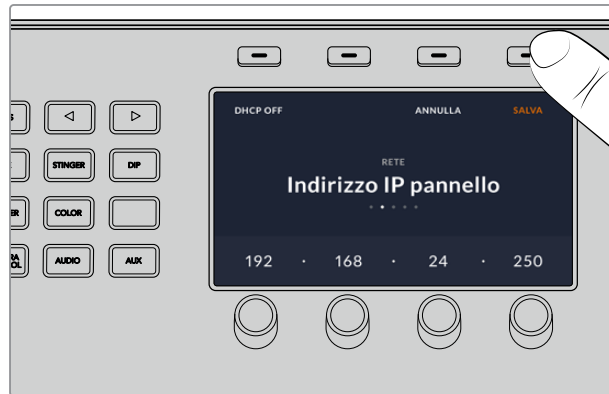 DHCP OFF ANNULLA SALVA
RETE
Indirizzo IP pannello
192 . 168 . 24 . 250
STINGER DIP
COLOR
AUDIO AUX